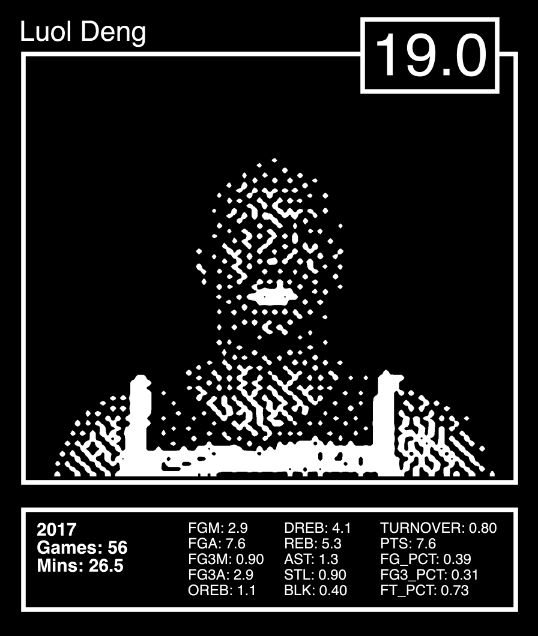 Luol Deng
19.0
2017
Games: 56
Mins: 26.5
FGM: 2.9
FGA: 7.6
FG3M: 0.90
FG3A: 2.9
OREB: 1.1
DREB: 4.1
REB: 5.3
AST: 1.3
STL: 0.90
BLK: 0.40
TURNOVER: 0.80
PTS: 7.6
FG_PCT: 0.39
FG3_PCT: 0.31
FT_PCT: 0.73